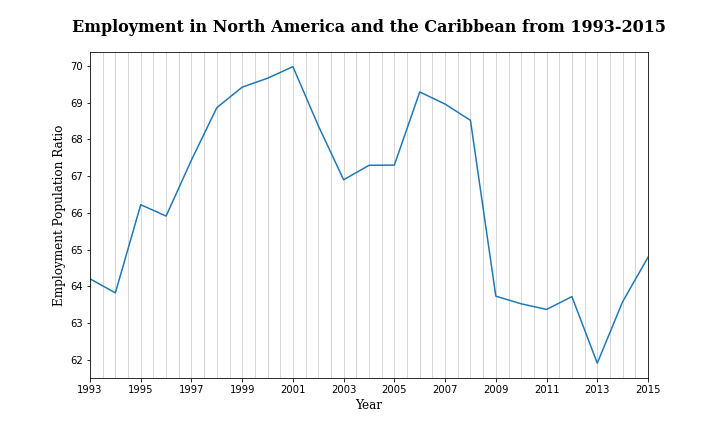 Employment in North America and the Caribbean from 1993-2015
Employment Population Ratio
70
69
68
67
66
65
64
63
62
1993 1995 1997 1999 2001 2003 2005 2007 2009 2011 2013 2015
Year